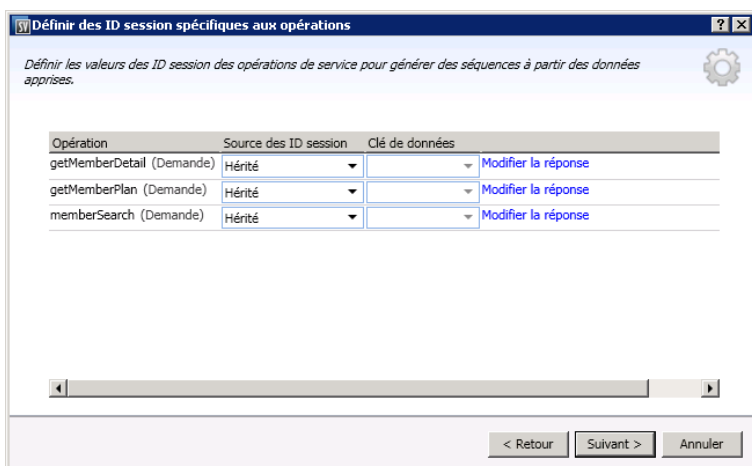 SV Définir des ID session spécifiques aux opérations ? X
Définir les valeurs des ID session des opérations de service pour générer des séquences à partir des données
apprises.
Opération Source des ID session Clé de données
getMemberDetail (Demande) Hérité Modifier la réponse
getMemberPlan (Demande) Hérité Modifier la réponse
memberSearch (Demande) Hérité Modifier la réponse
< Retour Suivant > Annuler